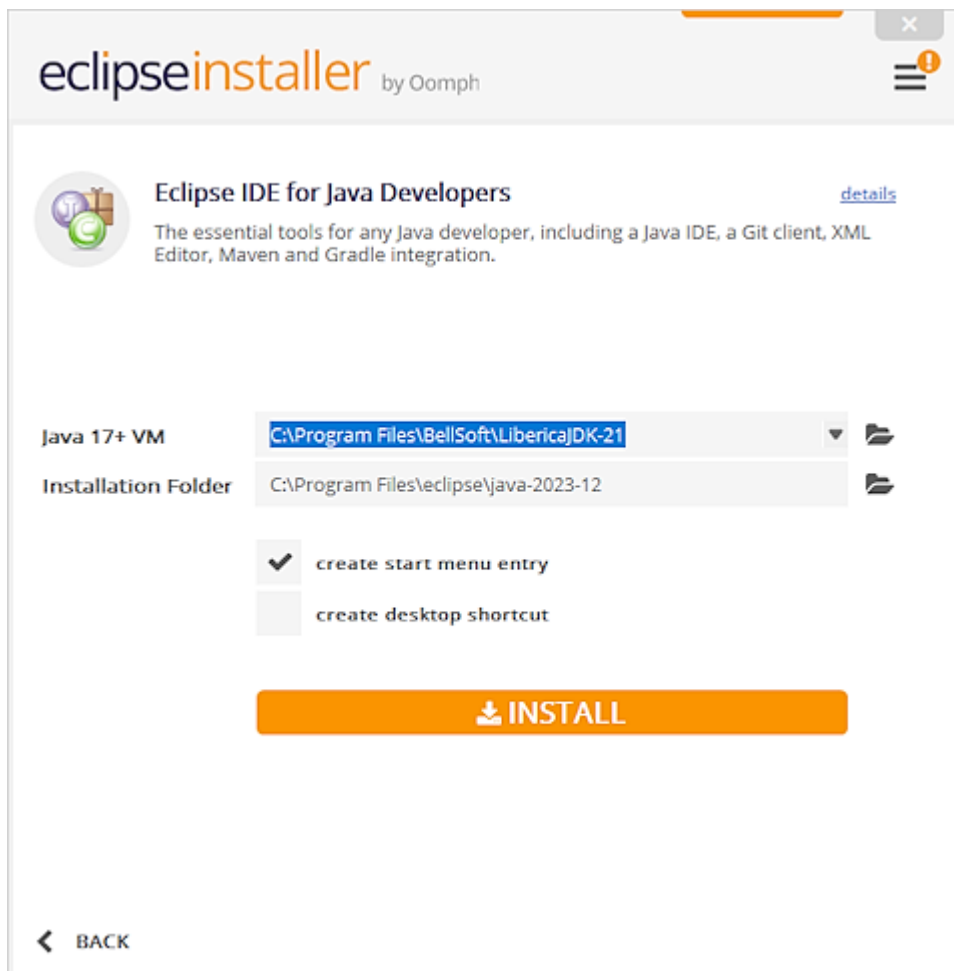 eclipseinstaller by Oomph
Eclipse IDE for Java Developers
details
The essential tools for any Java developer, including a Java IDE, a Git client, XML
Editor, Maven and Gradle integration.
Java 17+ VM
C:\Program Files\BellSoft\LibericaJDK-21
Installation Folder
C:\Program Files\eclipse\java-2023-12
create start menu entry
create desktop shortcut
INSTALL
BACK